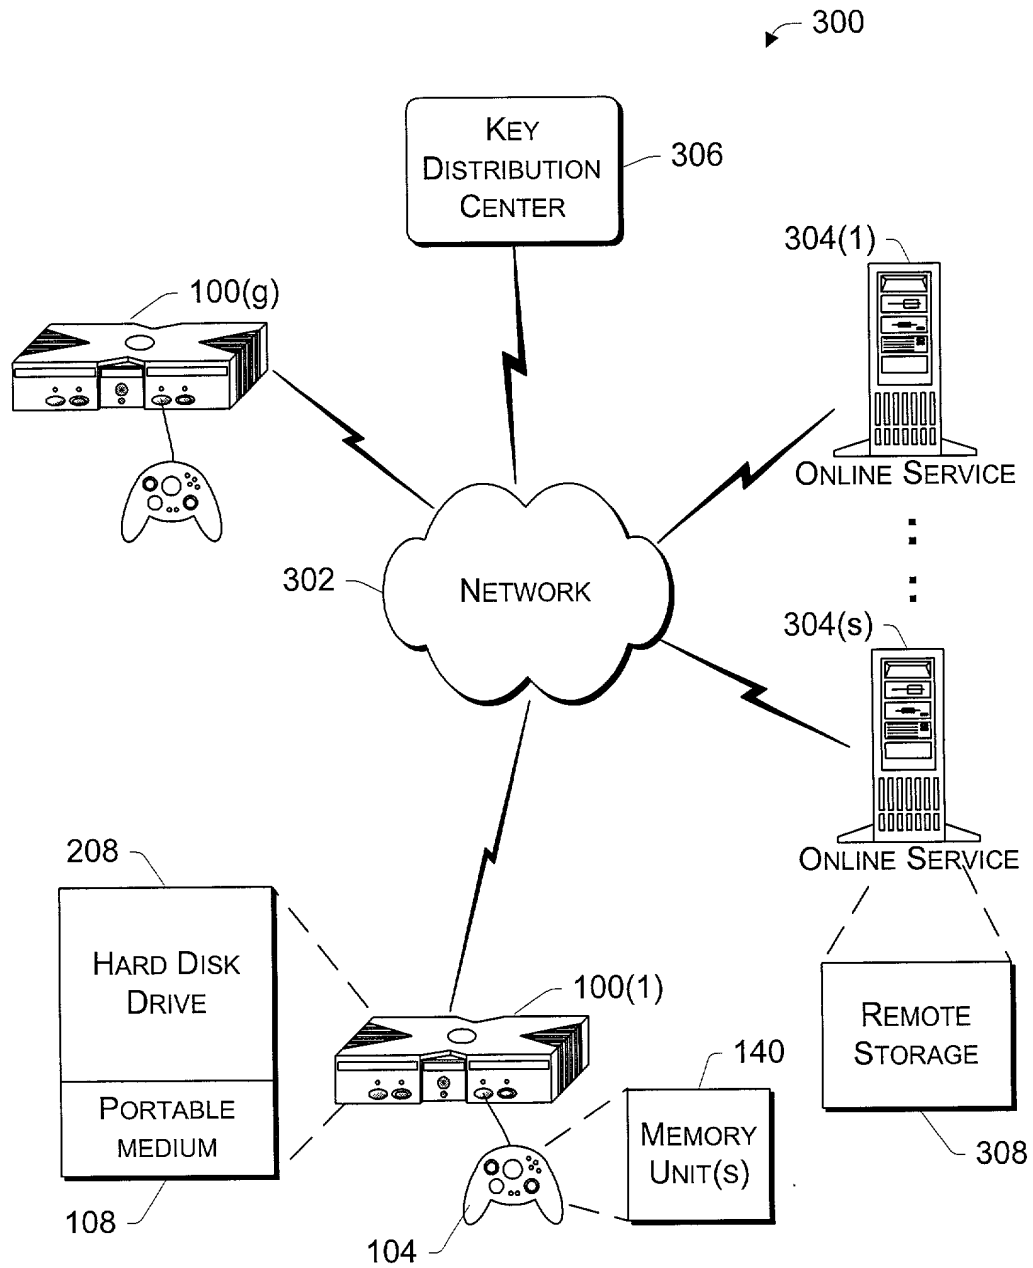 300
KEY
DISTRIBUTION
CENTER
306
304(1)
100(g)
ONLINE SERVICE
302
NETWORK
304(s)
ONLINE SERVICE
208
HARD DISK
DRIVE
PORTABLE
MEDIUM
108
100(1)
104
140
MEMORY
UNIT(S)
REMOTE
STORAGE
308